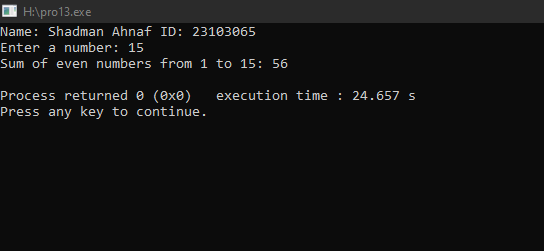 H:\pro13.exe
Name: Shadman Ahnaf ID: 23103065
Enter a number: 15
Sum of even numbers from 1 to 15: 56
Process returned 0 (0x0)   execution time : 24.657 s
Press any key to continue.